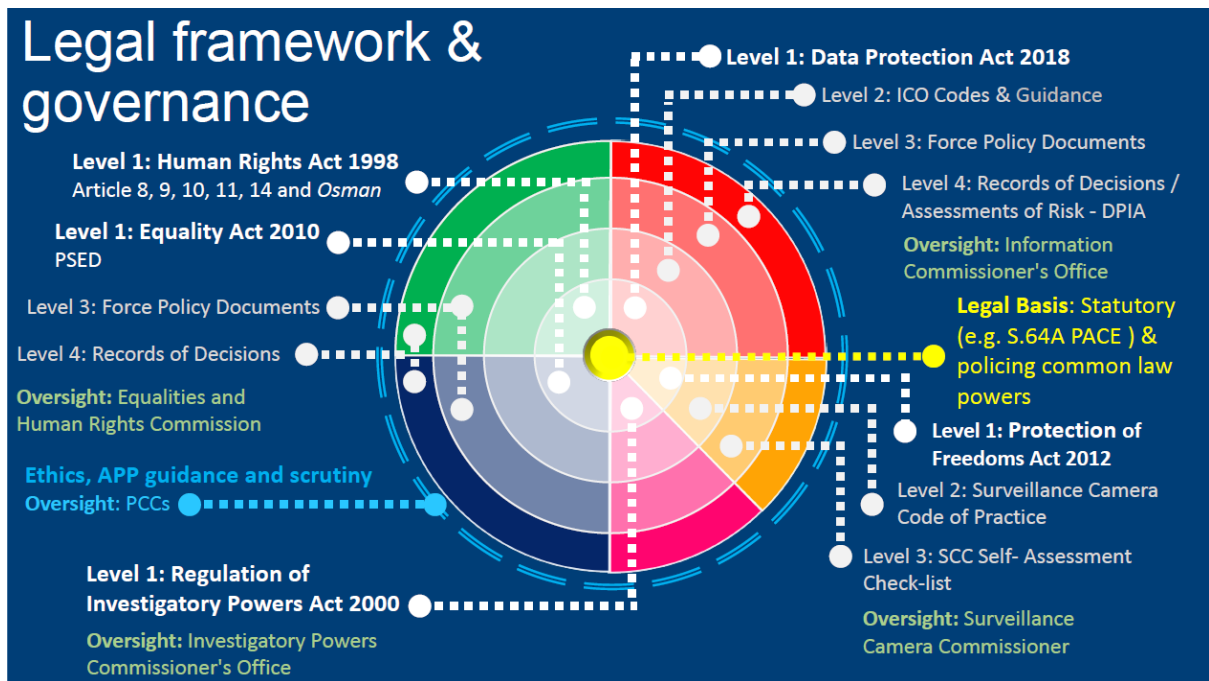 Legal framework &
governance
Level 1: Human Rights Act 1998
Article 8, 9, 10, 11, 14 and Osman
Level 1: Equality Act 2010
PSED
Level 3: Force Policy Documents
Level 4: Records of Decisions
Oversight: Equalities and
Human Rights Commission
Ethics, APP guidance and scrutiny
Oversight: PCCs
Level 1: Regulation of
Investigatory Powers Act 2000
Oversight: Investigatory Powers
Commissioner's Office
Level 1: Data Protection Act 2018
Level 2: ICO Codes & Guidance
Level 3: Force Policy Documents
Level 4: Records of Decisions /
Assessments of Risk - DPIA
Oversight: Information
Commissioner's Office
Legal Basis: Statutory
(e.g. S.64A PACE ) &
policing common law
powers
Level 1: Protection of
Freedoms Act 2012
Level 2: Surveillance Camera
Code of Practice
Level 3: SCC Self- Assessment
Check-list
Oversight: Surveillance
Camera Commissioner